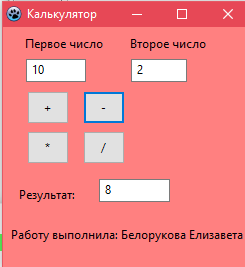 Калькулятор
Первое число Второе число
10 2
+ -
* /
Результат: 8
Работу выполнила: Белорукова Елизавета